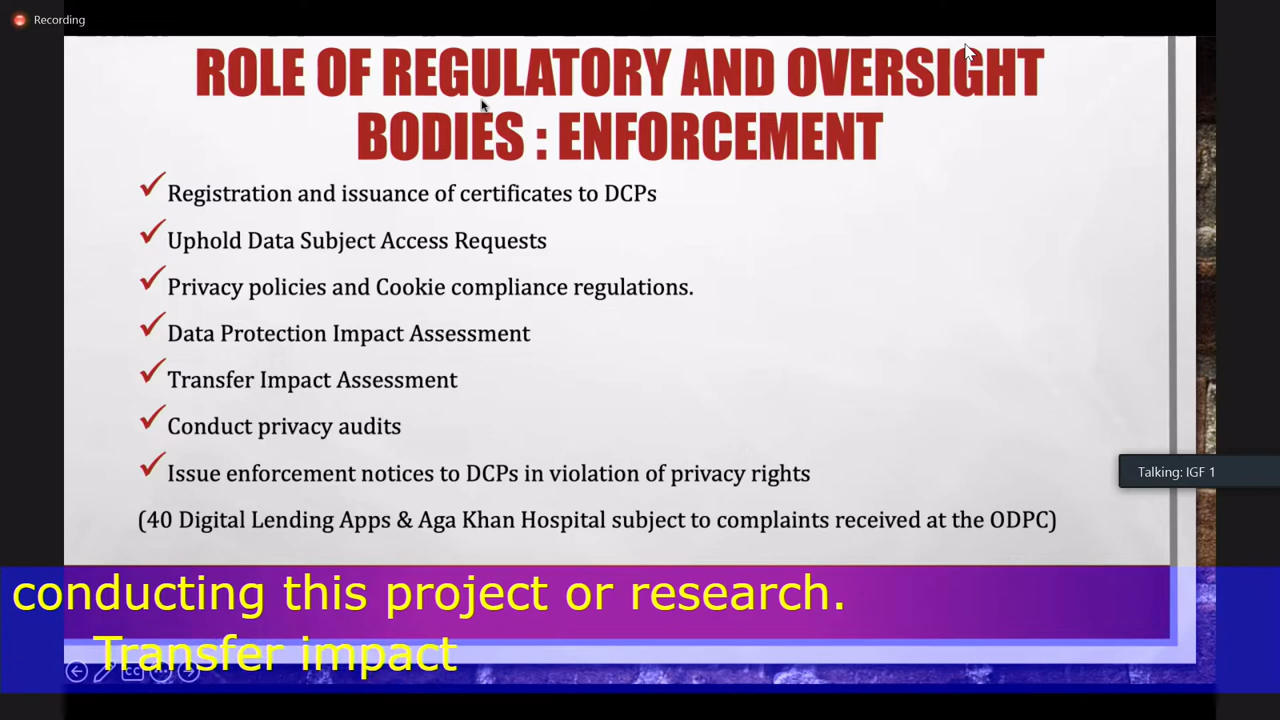 Recording
ROLE OF REGULATORY AND OVERSIGHT
BODIES : ENFORCEMENT
✓Registration and issuance of certificates to DCPs
✓Uphold Data Subject Access Requests
✓Privacy policies and Cookie compliance regulations.
✓Data Protection Impact Assessment
✓Transfer Impact Assessment
✓Conduct privacy audits
Talking: IGF 1
✓Issue enforcement notices to DCPs in violation of privacy rights
(40 Digital Lending Apps & Aga Khan Hospital subject to complaints received at the ODPC)
conducting this project or research.
Transfer impact
CC